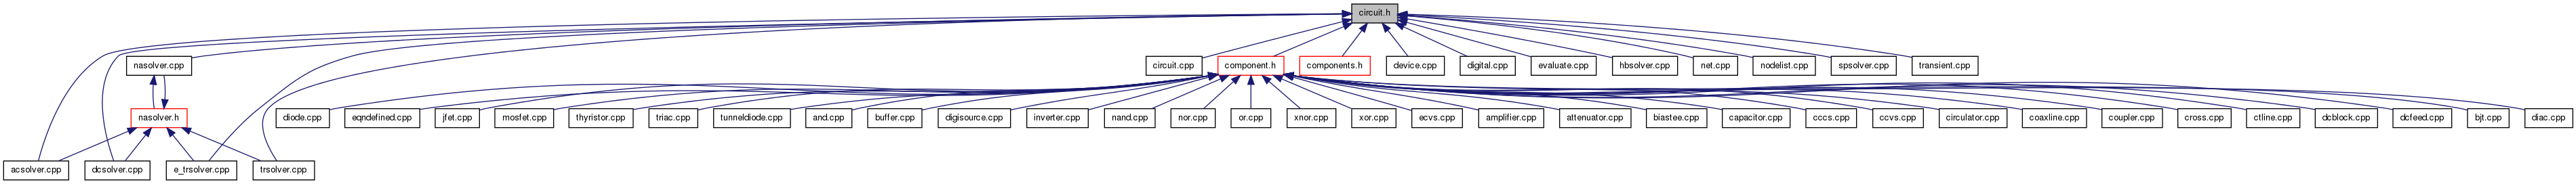 circuit.h
nasolver.cpp
circuit.cpp
component.h
components.h
device.cpp
digital.cpp
evaluate.cpp
hbsolver.cpp
net.cpp
nodelist.cpp
spsolver.cpp
transient.cpp
nasolver.h
diode.cpp
eqndefined.cpp
jfet.cpp
mosfet.cpp
thyristor.cpp
triac.cpp
tunneldiode.cpp
and.cpp
buffer.cpp
digisource.cpp
inverter.cpp
nand.cpp
nor.cpp
or.cpp
xnor.cpp
xor.cpp
ecvs.cpp
amplifier.cpp
attenuator.cpp
biastee.cpp
capacitor.cpp
cccs.cpp
ccvs.cpp
circulator.cpp
coaxline.cpp
coupler.cpp
cross.cpp
ctline.cpp
dcblock.cpp
dcfeed.cpp
bjt.cpp
diac.cpp
acsolver.cpp
dcsolver.cpp
e_trsolver.cpp
trsolver.cpp